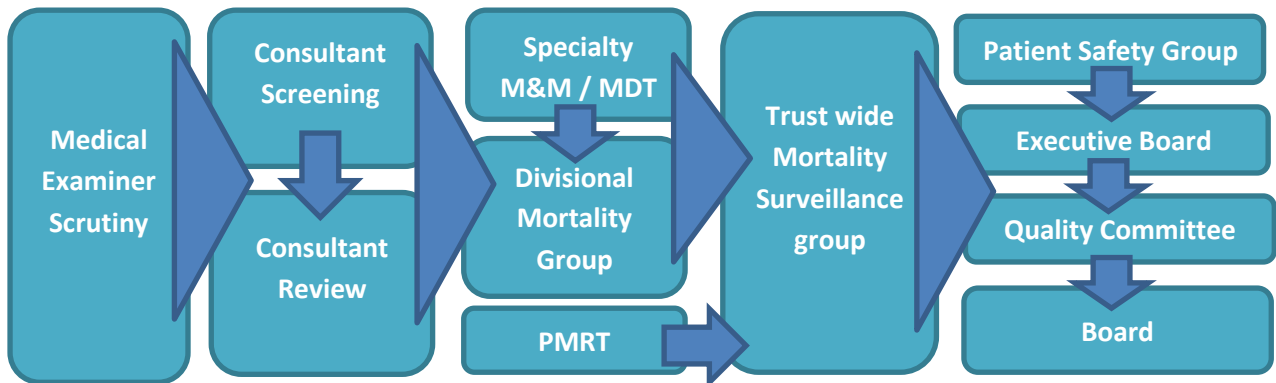 Medical
Examiner
Scrutiny
Consultant
Screening
Consultant
Review
Specialty
M&M / MDT
Divisional
Mortality
Group
PMRT
Trust wide
Mortality
Surveillance
group
Patient Safety Group
Executive Board
Quality Committee
Board